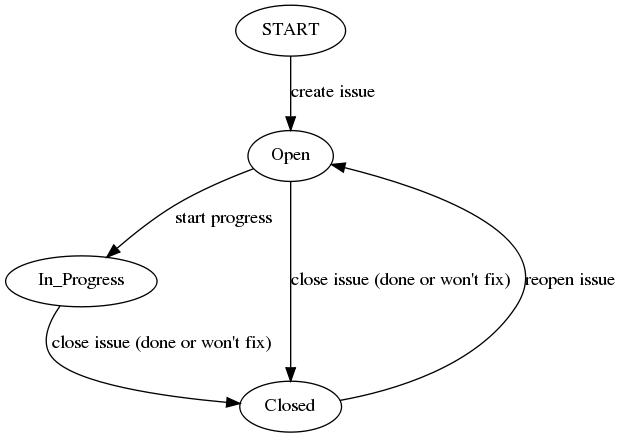 START
create issue
Open
start progress
In_Progress
close issue (done or won't fix)
reopen issue
close issue (done or won't fix)
Closed